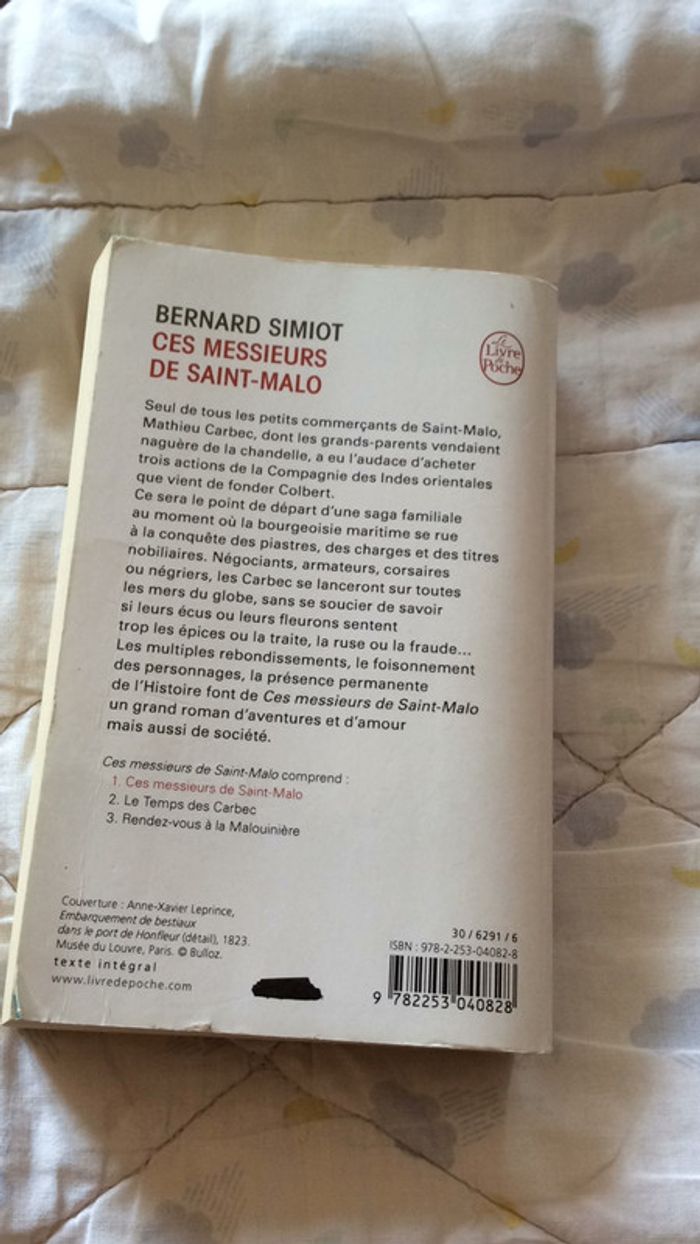 BERNARD SIMIOT
CES MESSIEURS
DE SAINT-MALO
Le
Livre
de
Poche
Seul de tous les petits commerçants de Saint-Malo,
Mathieu Carbec, dont les grands-parents vendaient
naguère de la chandelle, a eu l'audace d'acheter
trois actions de la Compagnie des Indes orientales
que vient de fonder Colbert.
Ce sera le point de départ d'une saga familiale
au moment où la bourgeoisie maritime se rue
à la conquête des piastres, des charges et des titres
nobiliaires. Négociants, armateurs, corsaires
ou négriers, les Carbec se lanceront sur toutes
les mers du globe, sans se soucier de savoir
si leurs écus ou leurs fleurons sentent
trop les épices ou la traite, la ruse ou la fraude...
Les multiples rebondissements, le foisonnement
des personnages, la présence permanente
de l'Histoire font de Ces messieurs de Saint-Malo
un grand roman d'aventures et d'amour
mais aussi de société.
Ces messieurs de Saint-Malo comprend :
1. Ces messieurs de Saint-Malo
2. Le Temps des Carbec
3. Rendez-vous à la Malouinière
Couverture : Anne-Xavier Leprince,
Embarquement de bestiaux
dans le port de Honfleur (détail), 1823.
Musée du Louvre, Paris. © Bulloz.
texte intégral
www.livredepoche.com
30 / 6291 / 6
ISBN : 978-2-253-04082-8
9 782253 040828